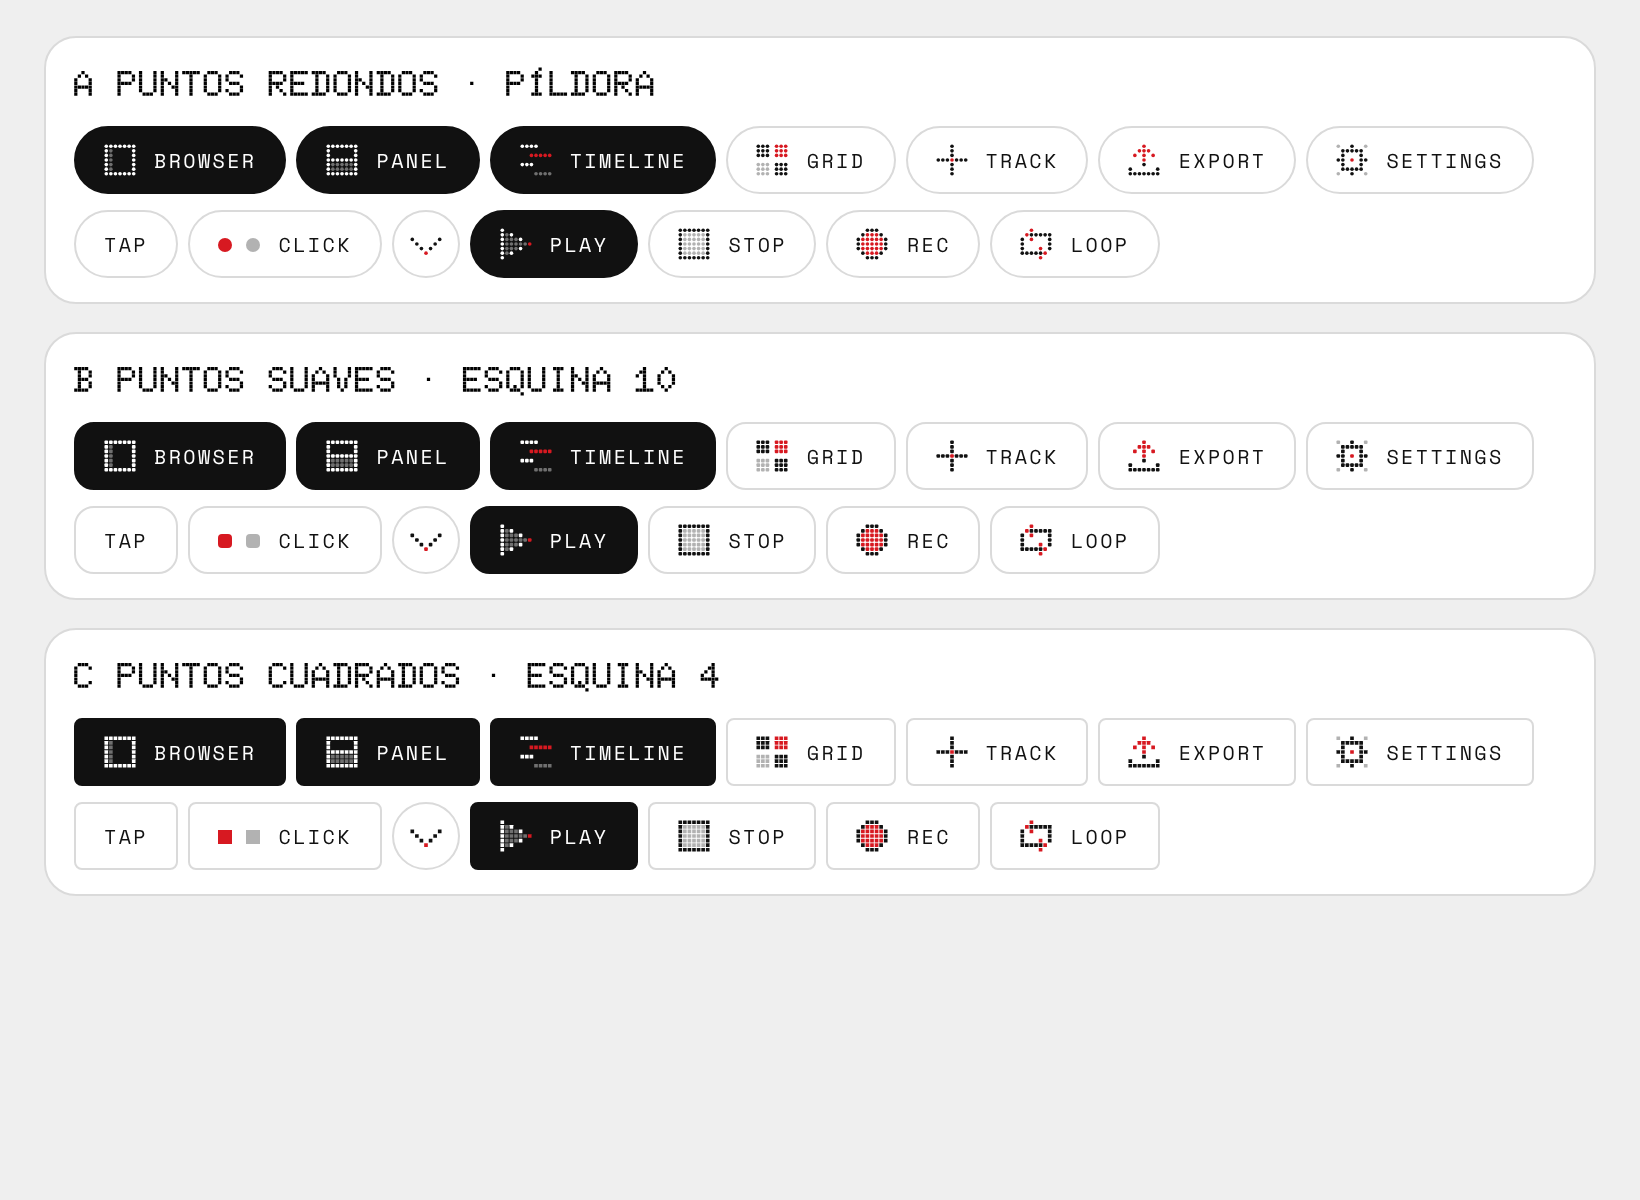 A PUNTOS REDONDOS · PÍLDORA
BROWSER PANEL TIMELINE GRID TRACK EXPORT SETTINGS
TAP CLICK PLAY STOP REC LOOP
B PUNTOS SUAVES · ESQUINA 10
BROWSER PANEL TIMELINE GRID TRACK EXPORT SETTINGS
TAP CLICK PLAY STOP REC LOOP
C PUNTOS CUADRADOS · ESQUINA 4
BROWSER PANEL TIMELINE GRID TRACK EXPORT SETTINGS
TAP CLICK PLAY STOP REC LOOP